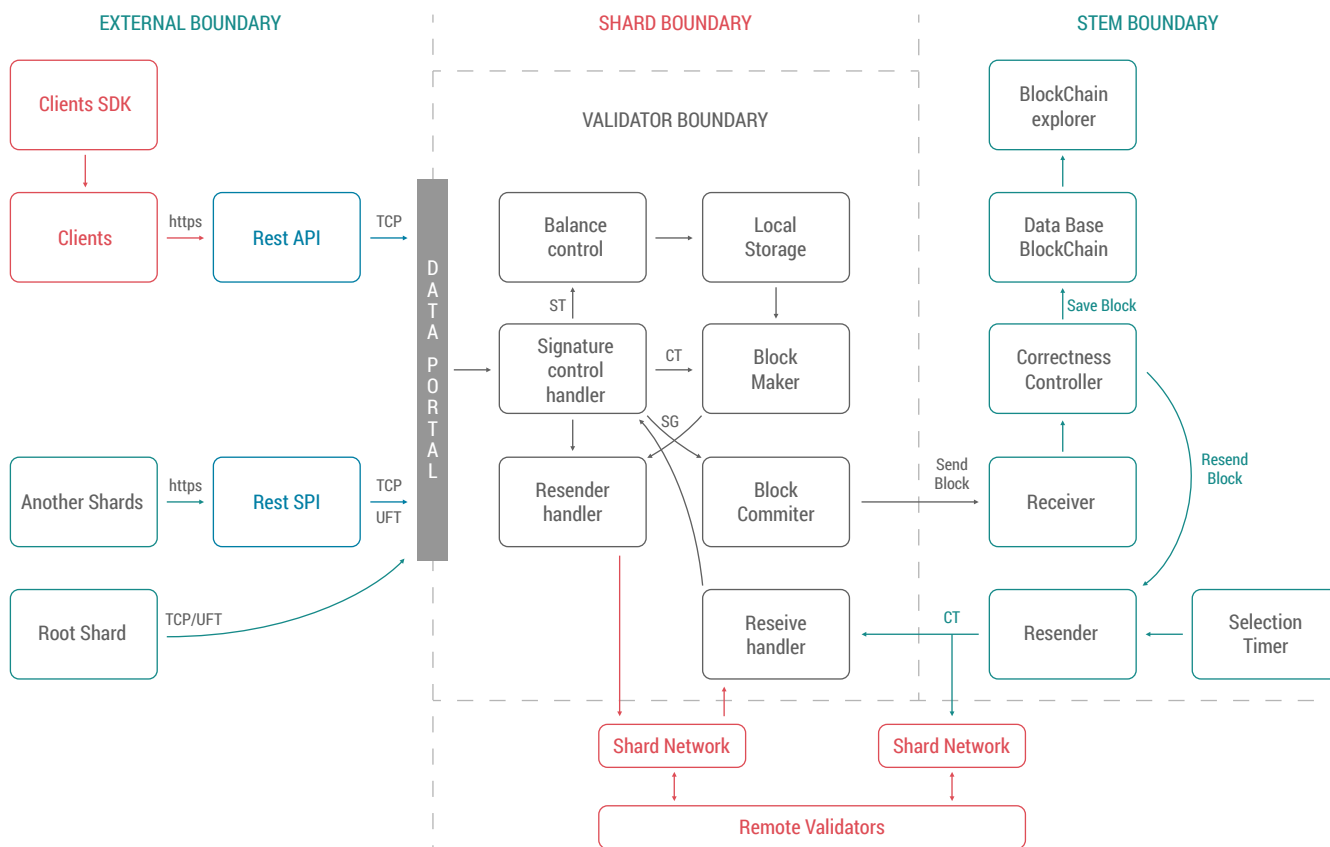 EXTERNAL BOUNDARY
SHARD BOUNDARY
STEM BOUNDARY
Clients SDK
BlockChain
explorer
VALIDATOR BOUNDARY
Clients
https
Rest API
TCP
DATA PORTAL
Balance
control
Local
Storage
Data Base
BlockChain
ST
Save Block
Signature
control
handler
CT
Block
Maker
Correctness
Controller
SG
Another Shards
https
Rest SPI
TCP
UFT
Resender
handler
Block
Commiter
Send
Block
Receiver
Resend
Block
Root Shard
TCP/UFT
Reseive
handler
CT
Resender
Selection
Timer
Shard Network
Shard Network
Remote Validators